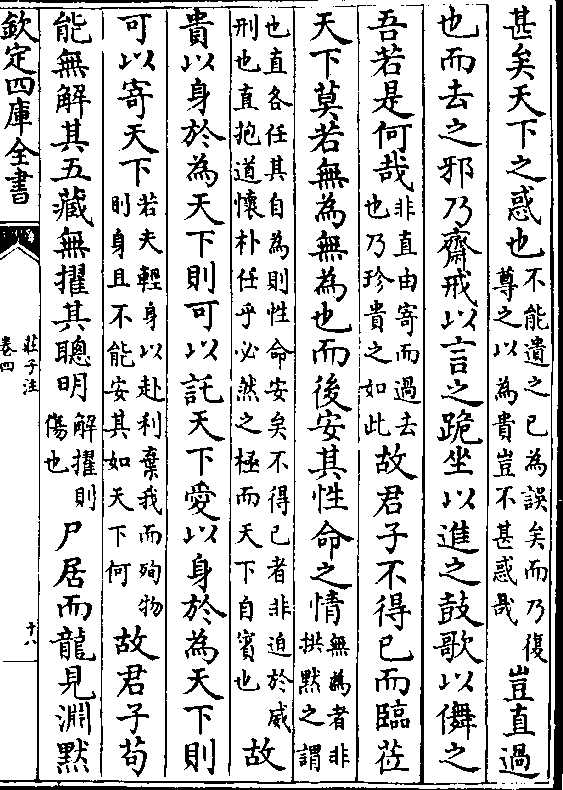 甚矣天下之惑也不能遺之已為誤矣而乃復尊之以為貴豈不甚惑哉豈直過
也而去之邪乃齋戒以言之跪坐以進之鼓歌以儛之
吾若是何哉非直由寄而過去也乃珍貴之如此故君子不得已而臨莅
天下莫若無為無為也而後安其性命之情無為者非拱黙之謂
也直各任其自為則性命安矣不得已者非迫於威刑也直抱道懷朴任乎必然之極而天下自賓也故
貴以身於為天下則可以託天下愛以身於為天下則
可以寄天下若夫輕身以赴利棄我而殉物則身且不能安其如天下何故君子苟
能無解其五藏無擢其聰明解擢則傷也尸居而龍見淵黙
欽定四庫全書
莊子注
卷四
十八